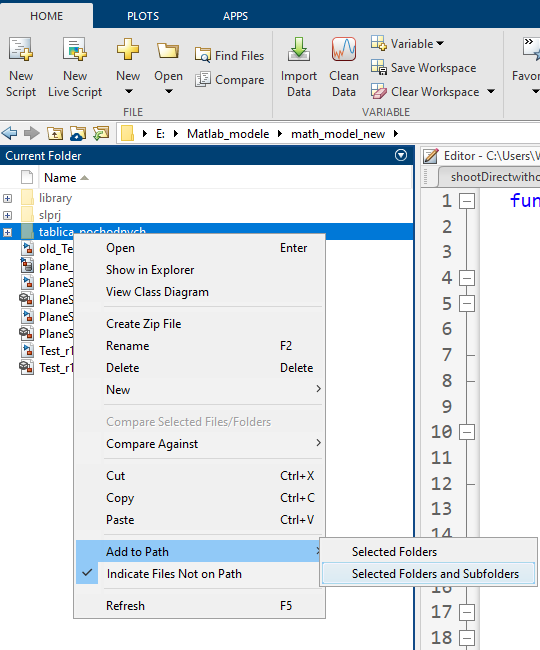 HOME PLOTS APPS
New Script
New Live Script
New
Open
Find Files
Compare
FILE
Import Data
Clean Data
Variable
Save Workspace
Clear Workspace
VARIABLE
Favor
E: Matlab_modele math_model_new
Current Folder
Name
library
slprj
tablica_pochodnych
old_Te
plane_
PlaneS
PlaneS
PlaneS
PlaneS
Test_r1
Test_r1
Open Enter
Show in Explorer
View Class Diagram
Create Zip File
Rename F2
Delete Delete
New
Compare Selected Files/Folders
Compare Against
Cut Ctrl+X
Copy Ctrl+C
Paste Ctrl+V
Add to Path
Indicate Files Not on Path
Refresh F5
Selected Folders
Selected Folders and Subfolders
Editor - C:\Users\V
shootDirectwitho
1 fun
2
3
4
5
6
7
8
9
10
11
12
13
14
16
17
18